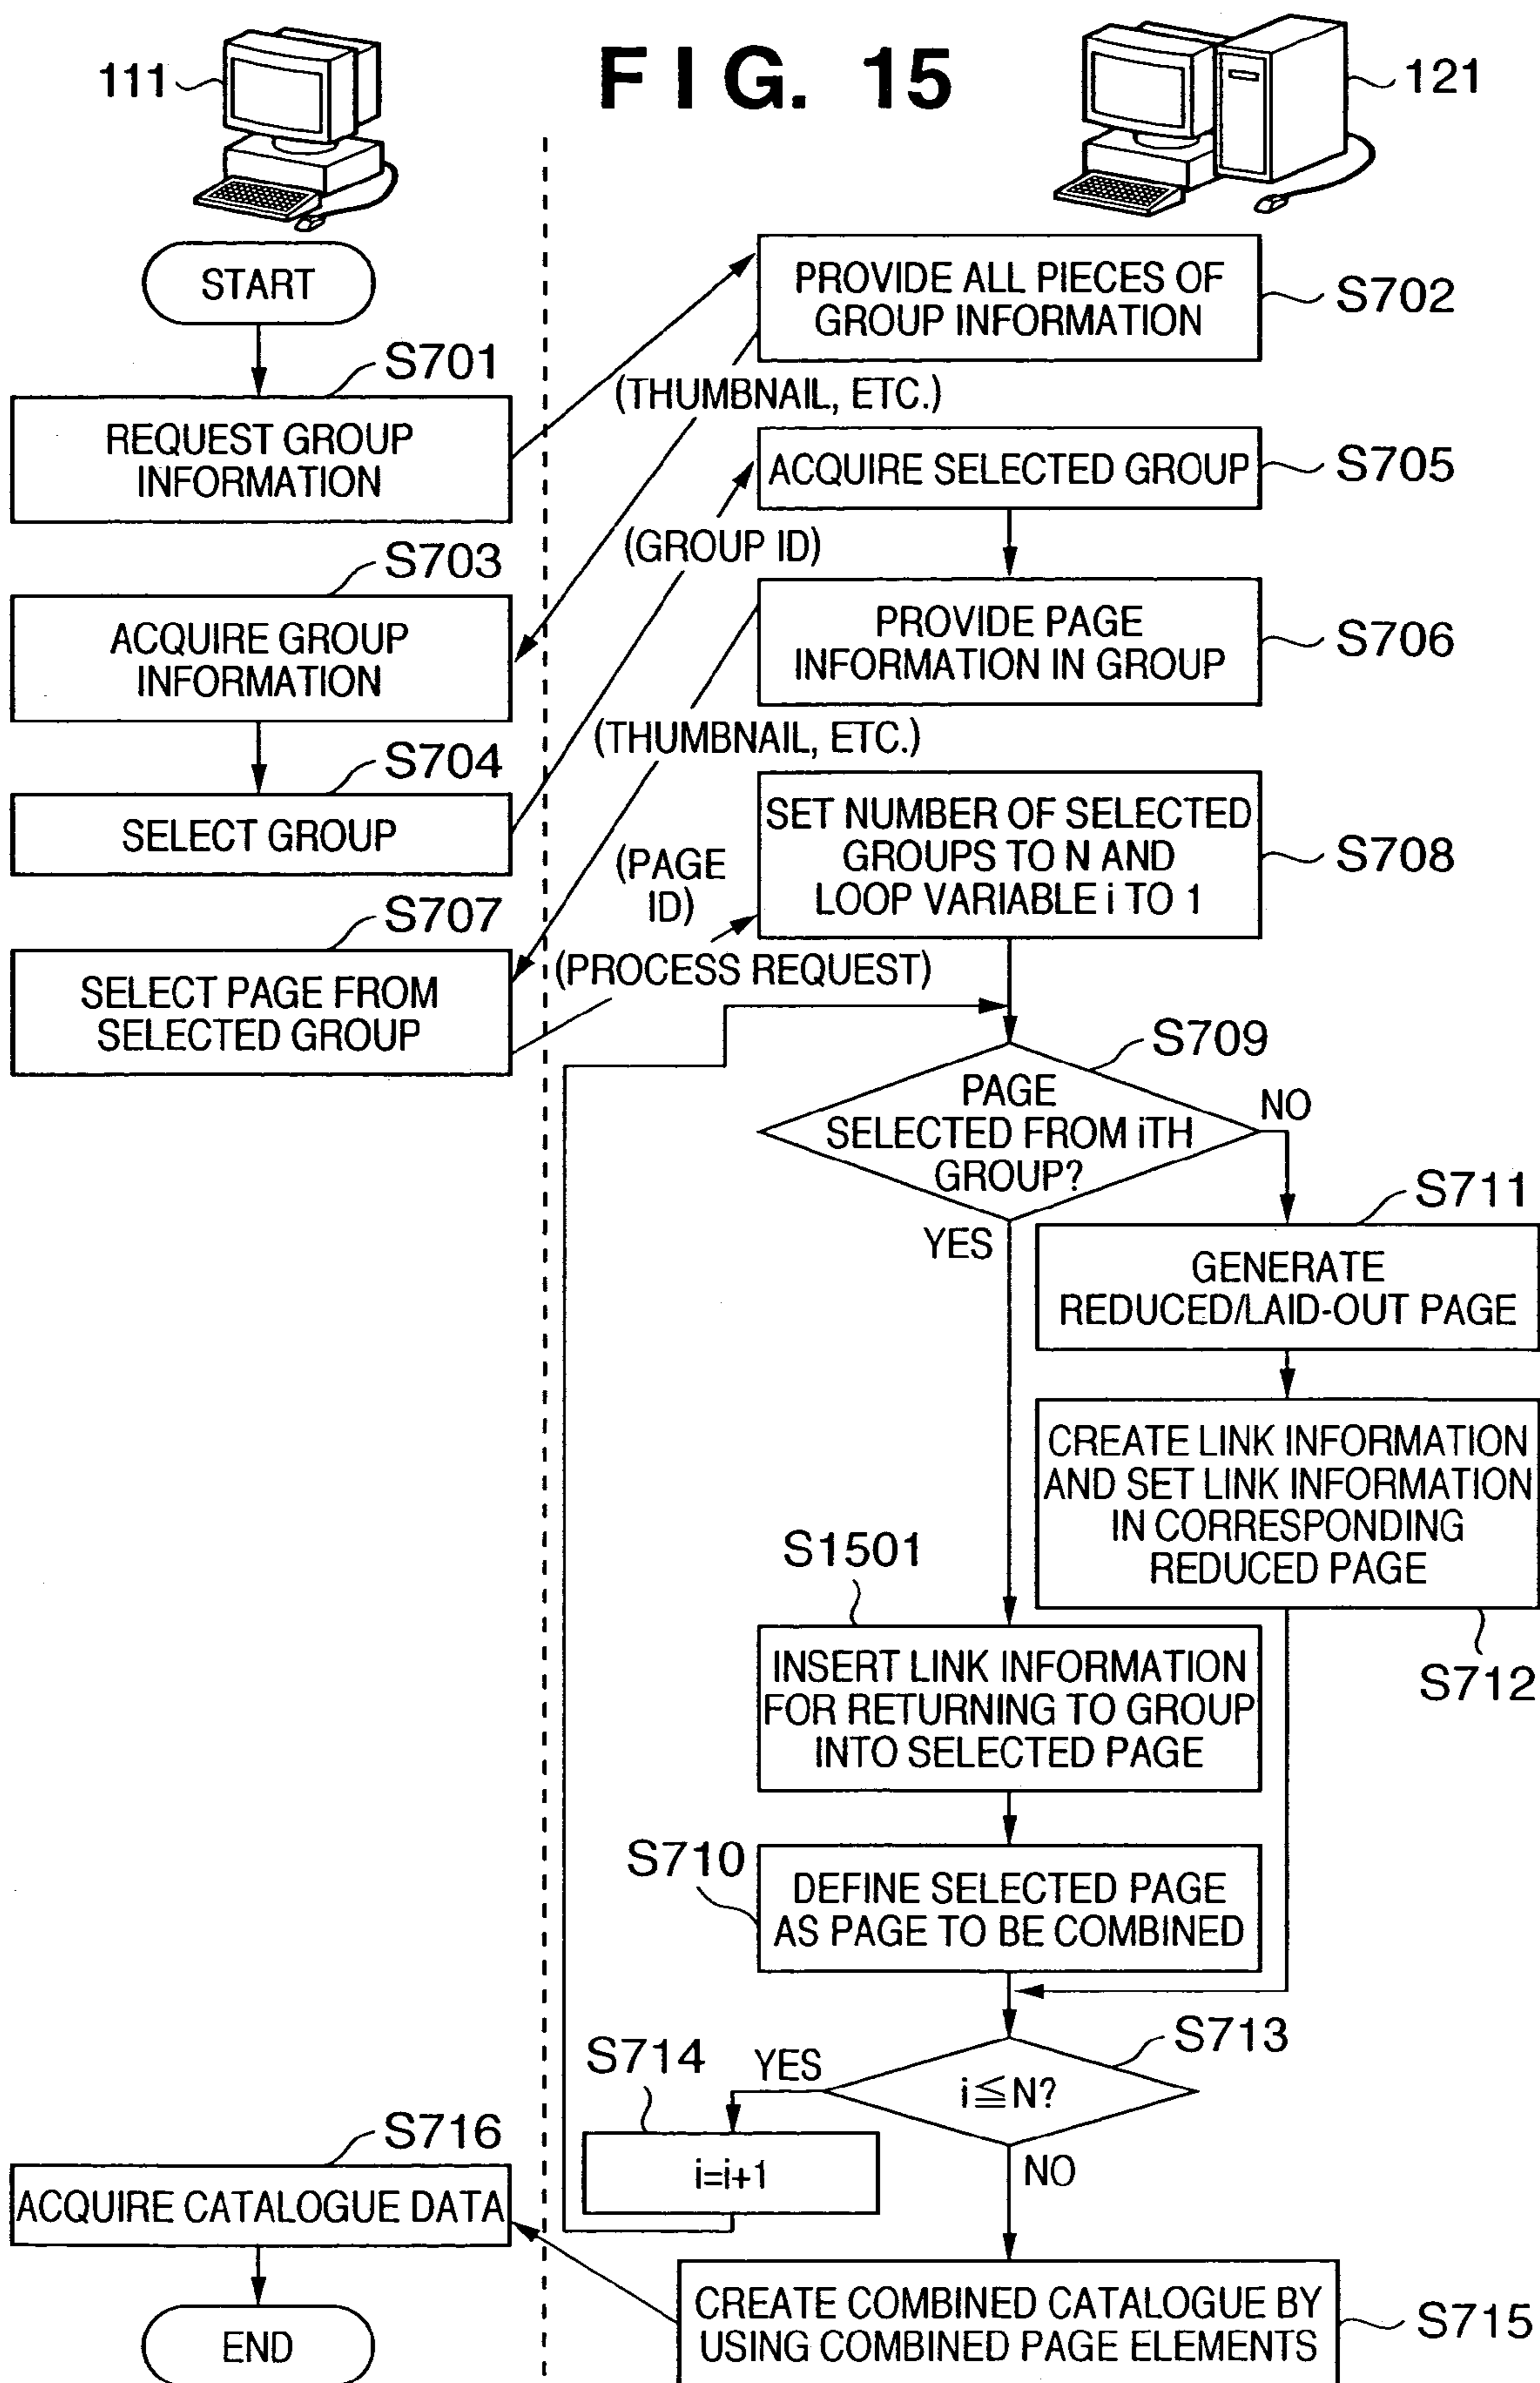 FIG. 15
111
121
START
PROVIDE ALL PIECES OF
GROUP INFORMATION
S702
S701
REQUEST GROUP
INFORMATION
(THUMBNAIL, ETC.)
ACQUIRE SELECTED GROUP
S705
(GROUP ID)
S703
ACQUIRE GROUP
INFORMATION
PROVIDE PAGE
INFORMATION IN GROUP
S706
(THUMBNAIL, ETC.)
S704
SELECT GROUP
SET NUMBER OF SELECTED
GROUPS TO N AND
LOOP VARIABLE i TO 1
S708
(PAGE
ID)
S707
SELECT PAGE FROM
SELECTED GROUP
(PROCESS REQUEST)
S709
PAGE
SELECTED FROM iTH
GROUP?
NO
YES
S711
GENERATE
REDUCED/LAID-OUT PAGE
CREATE LINK INFORMATION
AND SET LINK INFORMATION
IN CORRESPONDING
REDUCED PAGE
S712
S1501
INSERT LINK INFORMATION
FOR RETURNING TO GROUP
INTO SELECTED PAGE
S710
DEFINE SELECTED PAGE
AS PAGE TO BE COMBINED
S713
i≦N?
YES
S714
i=i+1
NO
S716
ACQUIRE CATALOGUE DATA
CREATE COMBINED CATALOGUE BY
USING COMBINED PAGE ELEMENTS
S715
END